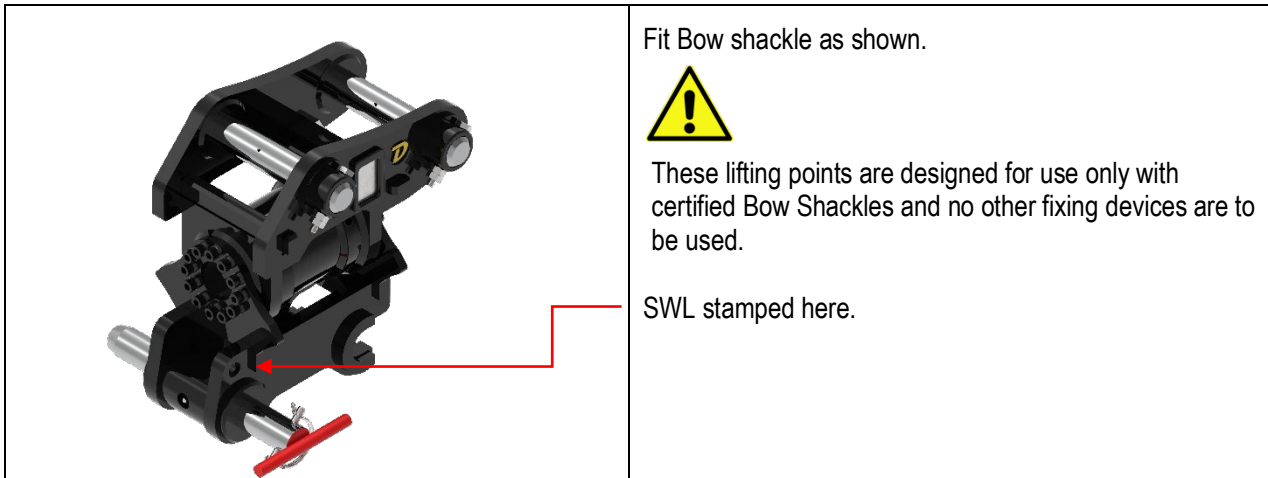 Fit Bow shackle as shown.
D
These lifting points are designed for use only with
certified Bow Shackles and no other fixing devices are to
be used.
SWL stamped here.